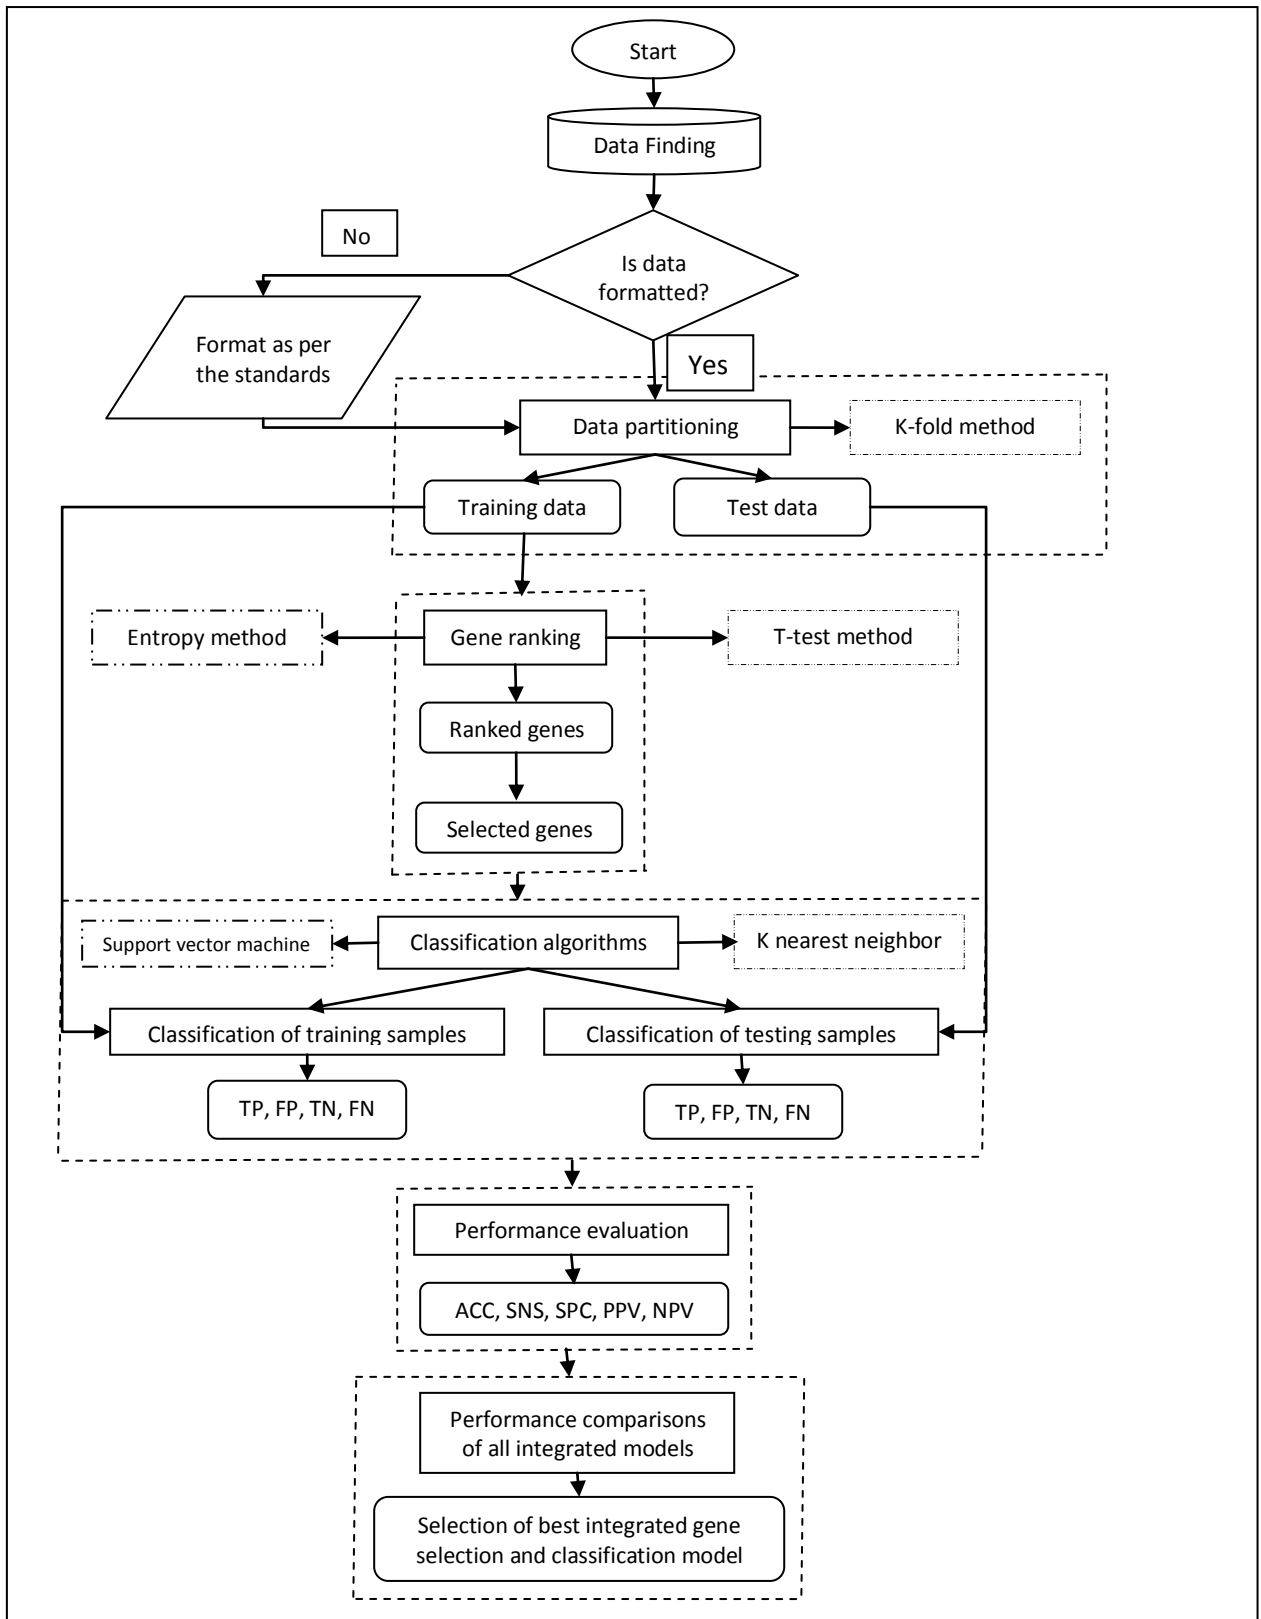 Start
Data Finding
No
Is data
formatted?
Format as per
the standards
Yes
Data partitioning
K-fold method
Training data
Test data
Entropy method
Gene ranking
T-test method
Ranked genes
Selected genes
Support vector machine
Classification algorithms
K nearest neighbor
Classification of training samples
Classification of testing samples
TP, FP, TN, FN
TP, FP, TN, FN
Performance evaluation
ACC, SNS, SPC, PPV, NPV
Performance comparisons
of all integrated models
Selection of best integrated gene
selection and classification model